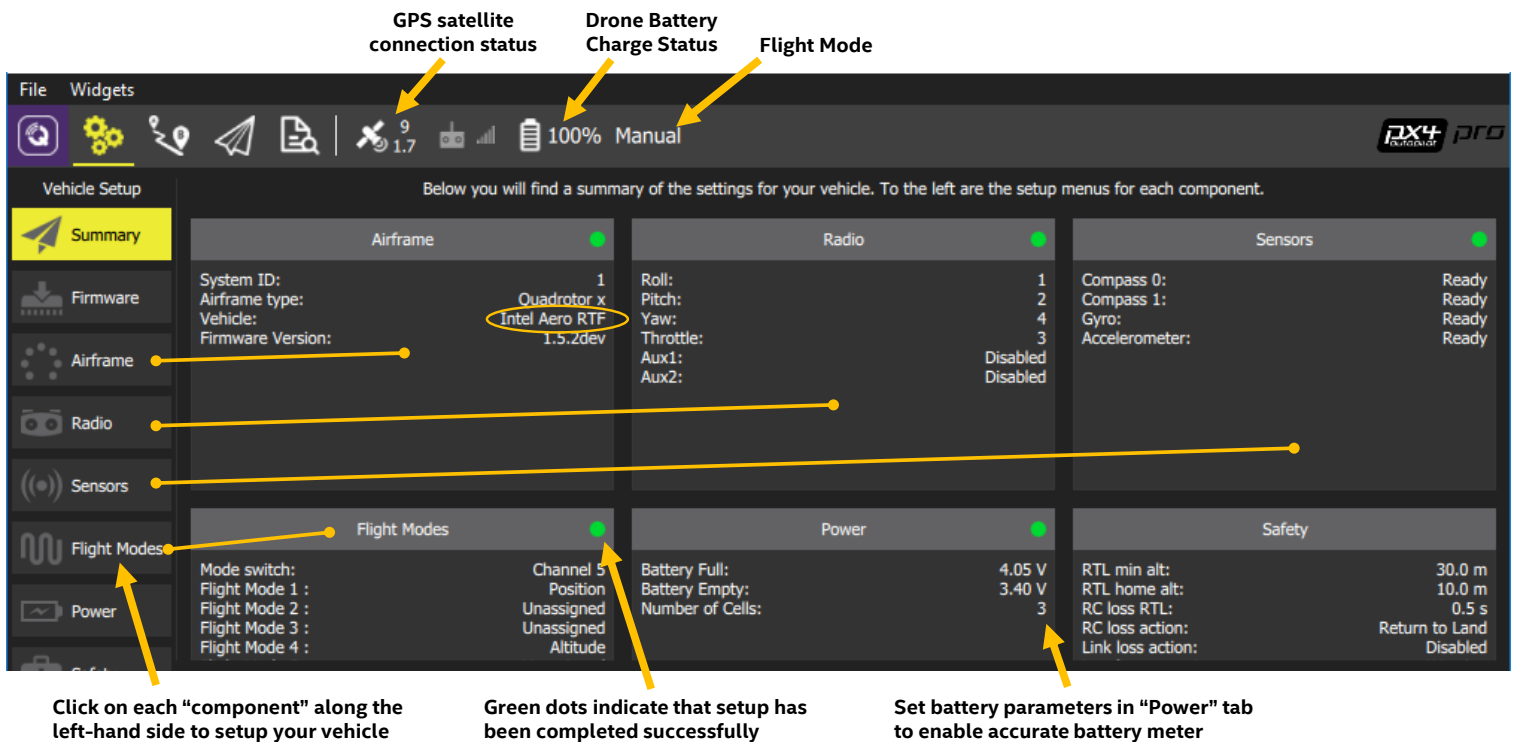 GPS satellite
connection status
Drone Battery
Charge Status
Flight Mode
File Widgets
9
1.7
100%
Manual
px4
autopilot
pro
Vehicle Setup
Below you will find a summary of the settings for your vehicle. To the left are the setup menus for each component.
Summary
Firmware
Airframe
Radio
Sensors
Flight Modes
Power
Airframe
System ID: 1
Airframe type: Quadrotor x
Vehicle: Intel Aero RTF
Firmware Version: 1.5.2dev
Radio
Roll: 1
Pitch: 2
Yaw: 4
Throttle: 3
Aux1: Disabled
Aux2: Disabled
Sensors
Compass 0: Ready
Compass 1: Ready
Gyro: Ready
Accelerometer: Ready
Flight Modes
Mode switch: Channel 5
Flight Mode 1 : Position
Flight Mode 2 : Unassigned
Flight Mode 3 : Unassigned
Flight Mode 4 : Altitude
Power
Battery Full: 4.05 V
Battery Empty: 3.40 V
Number of Cells: 3
Safety
RTL min alt: 30.0 m
RTL home alt: 10.0 m
RC loss RTL: 0.5 s
RC loss action: Return to Land
Link loss action: Disabled
Click on each “component” along the
left-hand side to setup your vehicle
Green dots indicate that setup has
been completed successfully
Set battery parameters in “Power” tab
to enable accurate battery meter